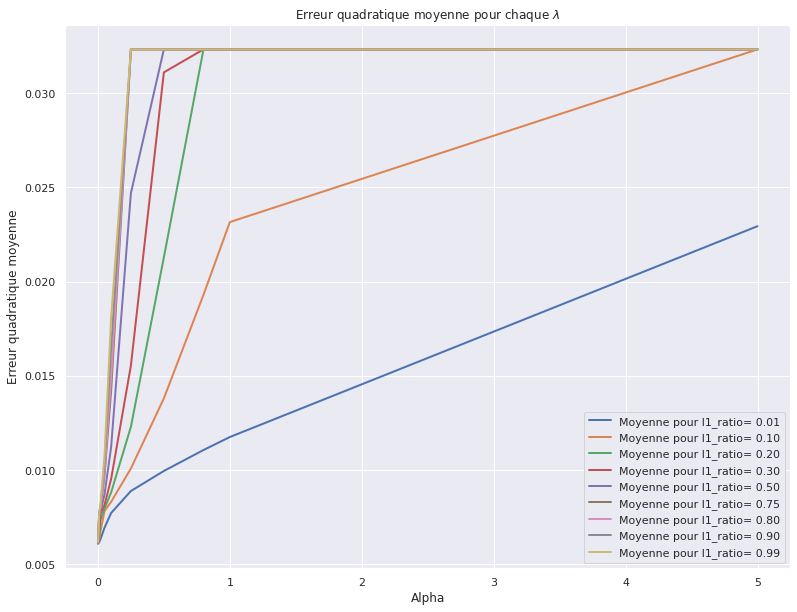 Erreur quadratique moyenne pour chaque λ
Erreur quadratique moyenne
0.030
0.025
0.020
0.015
0.010
0.005
0 1 2 3 4 5
Alpha
Moyenne pour l1_ratio= 0.01
Moyenne pour l1_ratio= 0.10
Moyenne pour l1_ratio= 0.20
Moyenne pour l1_ratio= 0.30
Moyenne pour l1_ratio= 0.50
Moyenne pour l1_ratio= 0.75
Moyenne pour l1_ratio= 0.80
Moyenne pour l1_ratio= 0.90
Moyenne pour l1_ratio= 0.99